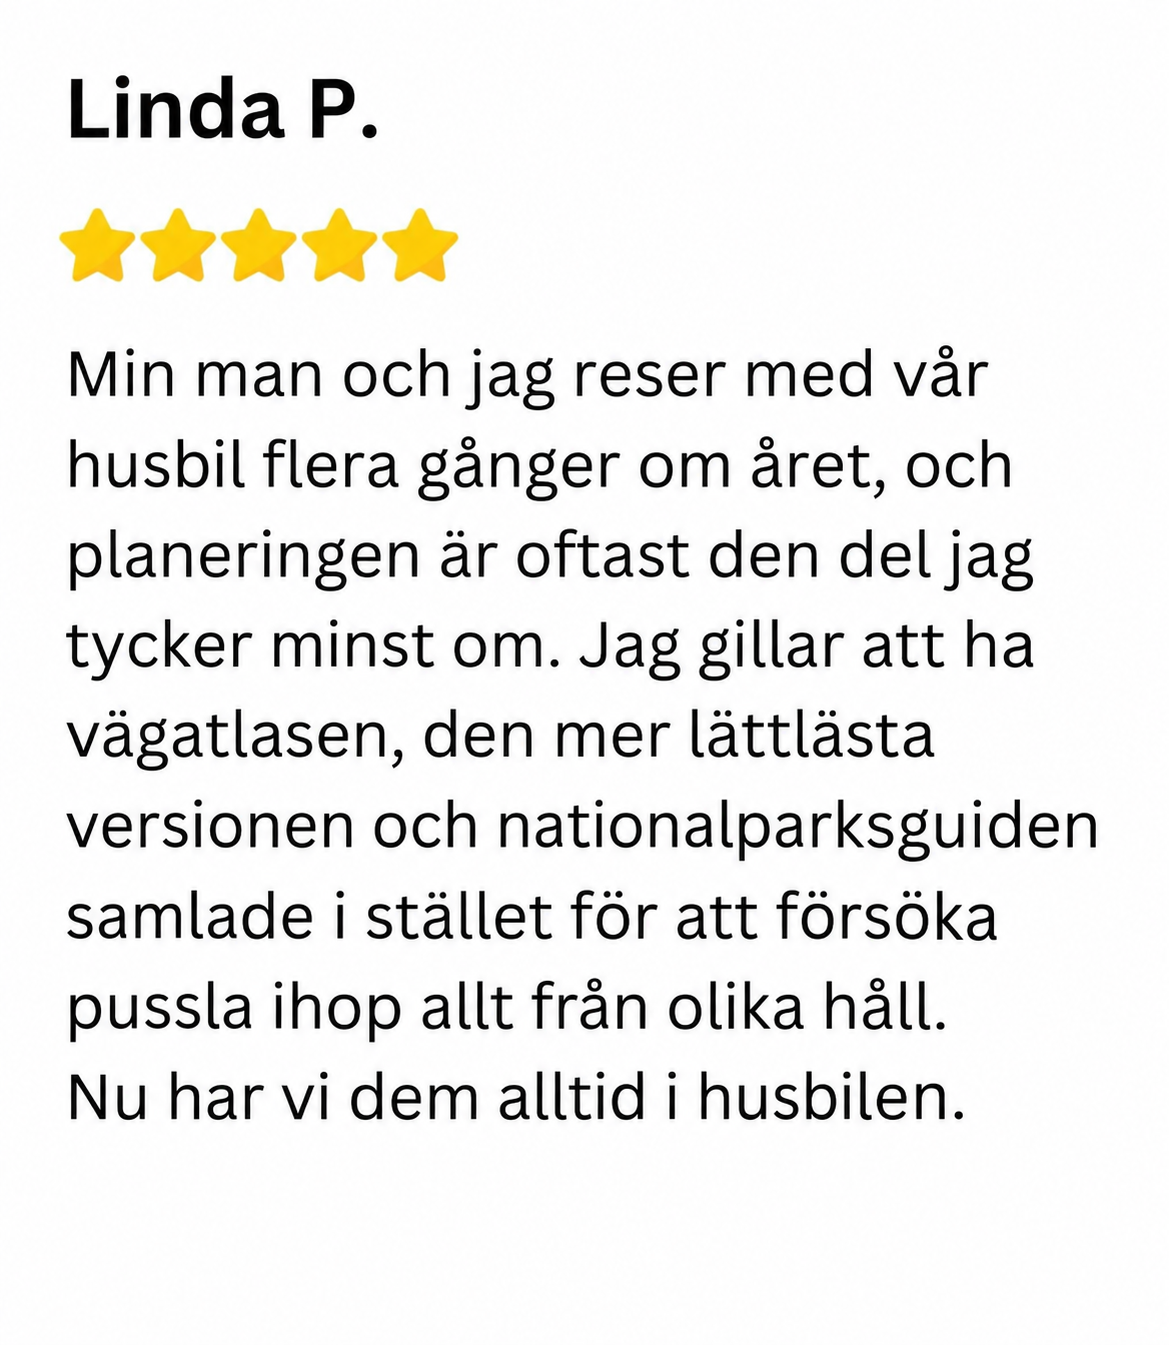 Linda P.
⭐⭐⭐⭐⭐
Min man och jag reser med vår
husbil flera gånger om året, och
planeringen är oftast den del jag
tycker minst om. Jag gillar att ha
vägatlasen, den mer lättlästa
versionen och nationalparksguiden
samlade i stället för att försöka
pussla ihop allt från olika håll.
Nu har vi dem alltid i husbilen.